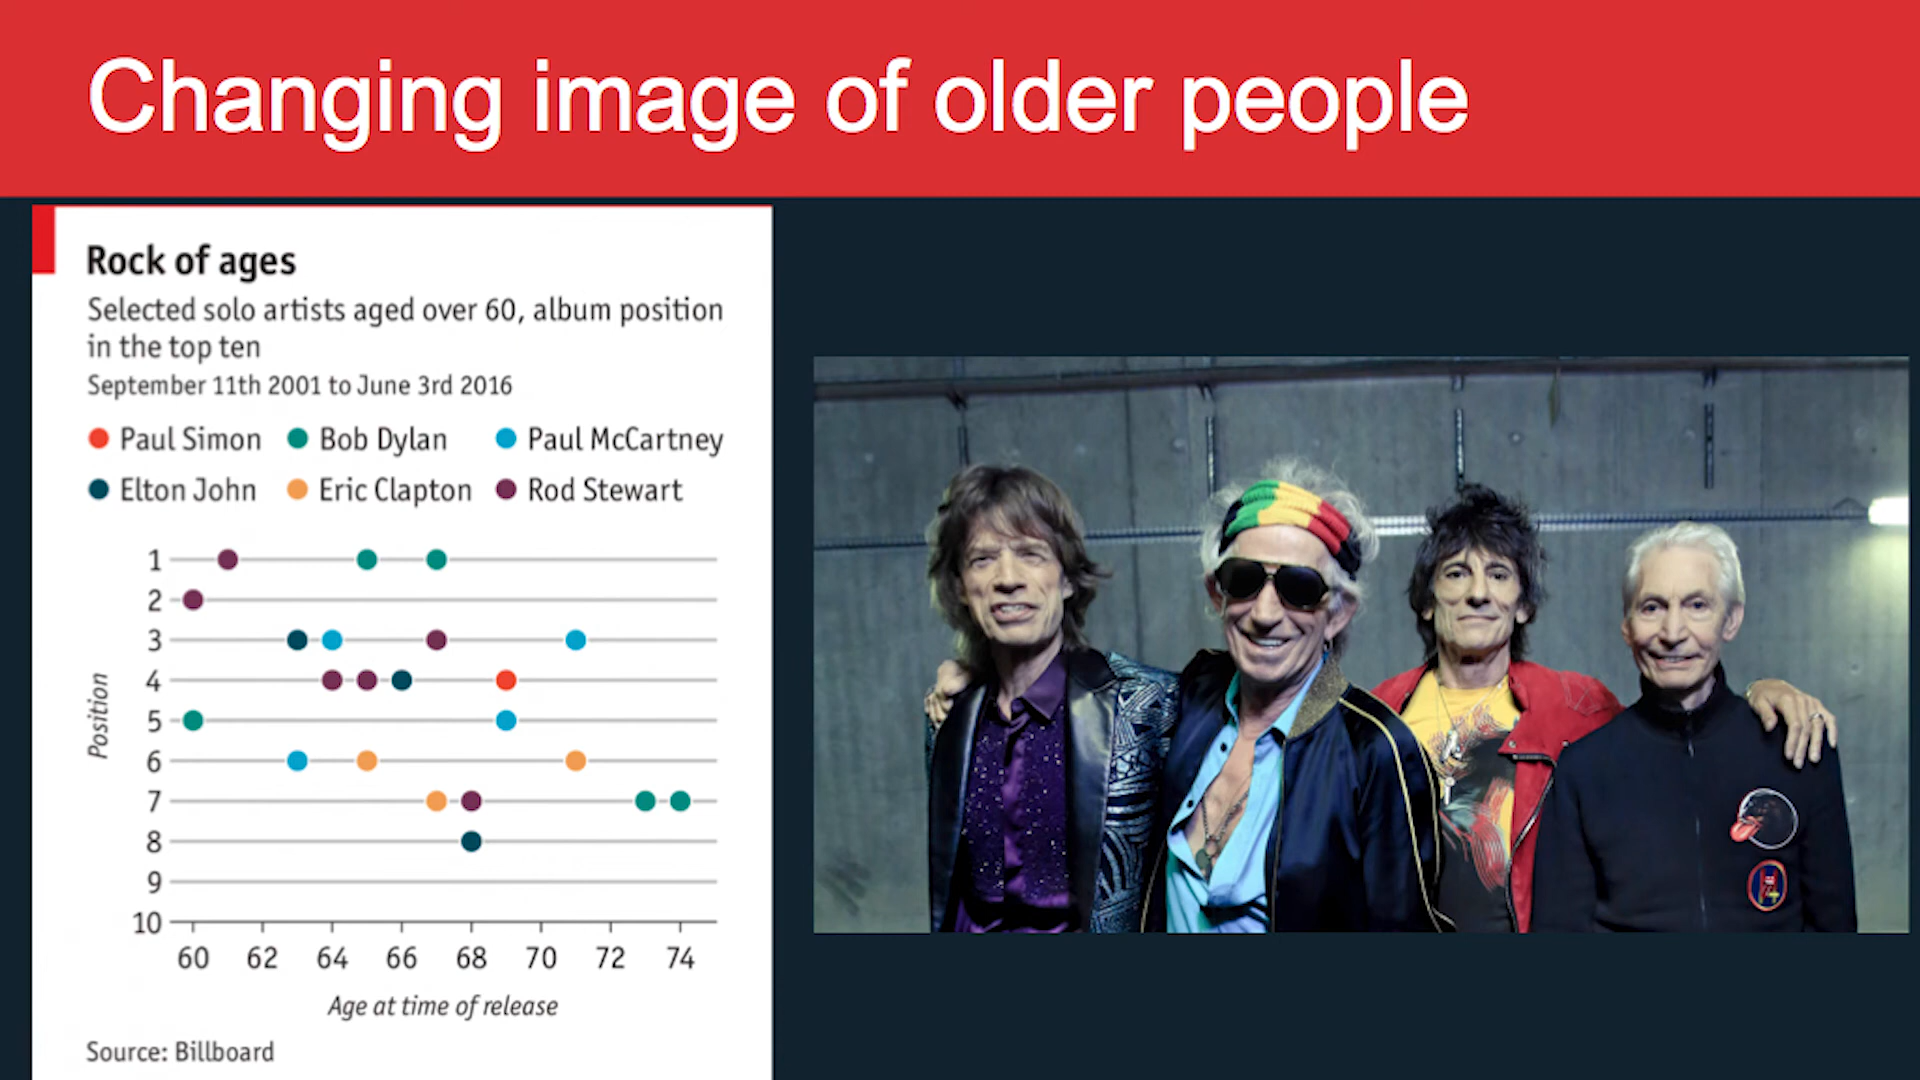 Changing image of older people
Rock of ages
Selected solo artists aged over 60, album position
in the top ten
September 11th 2001 to June 3rd 2016
Paul Simon Bob Dylan Paul McCartney
Elton John Eric Clapton Rod Stewart
Position
1
2
3
4
5
6
7
8
9
10
60 62 64 66 68 70 72 74
Age at time of release
Source: Billboard